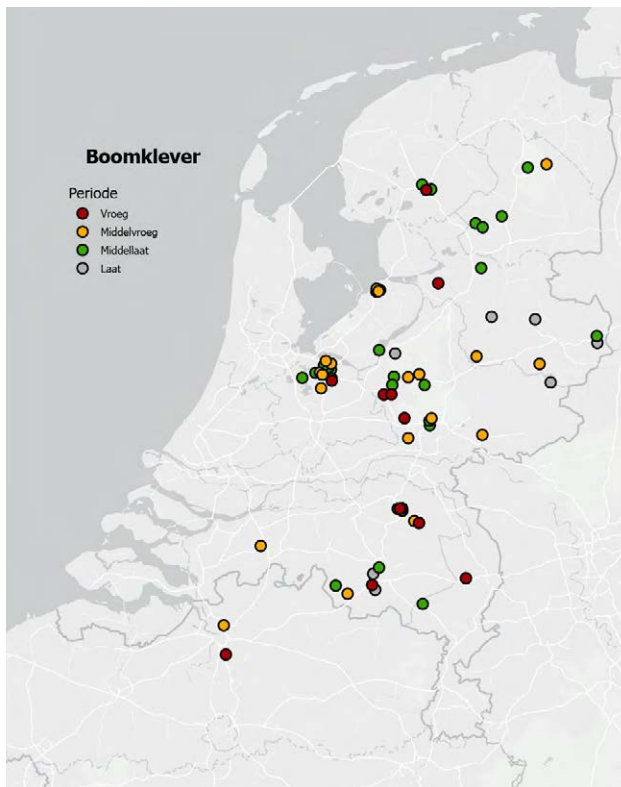 Boomklever
Periode
Vroeg
Middelvroeg
Middellaat
Laat